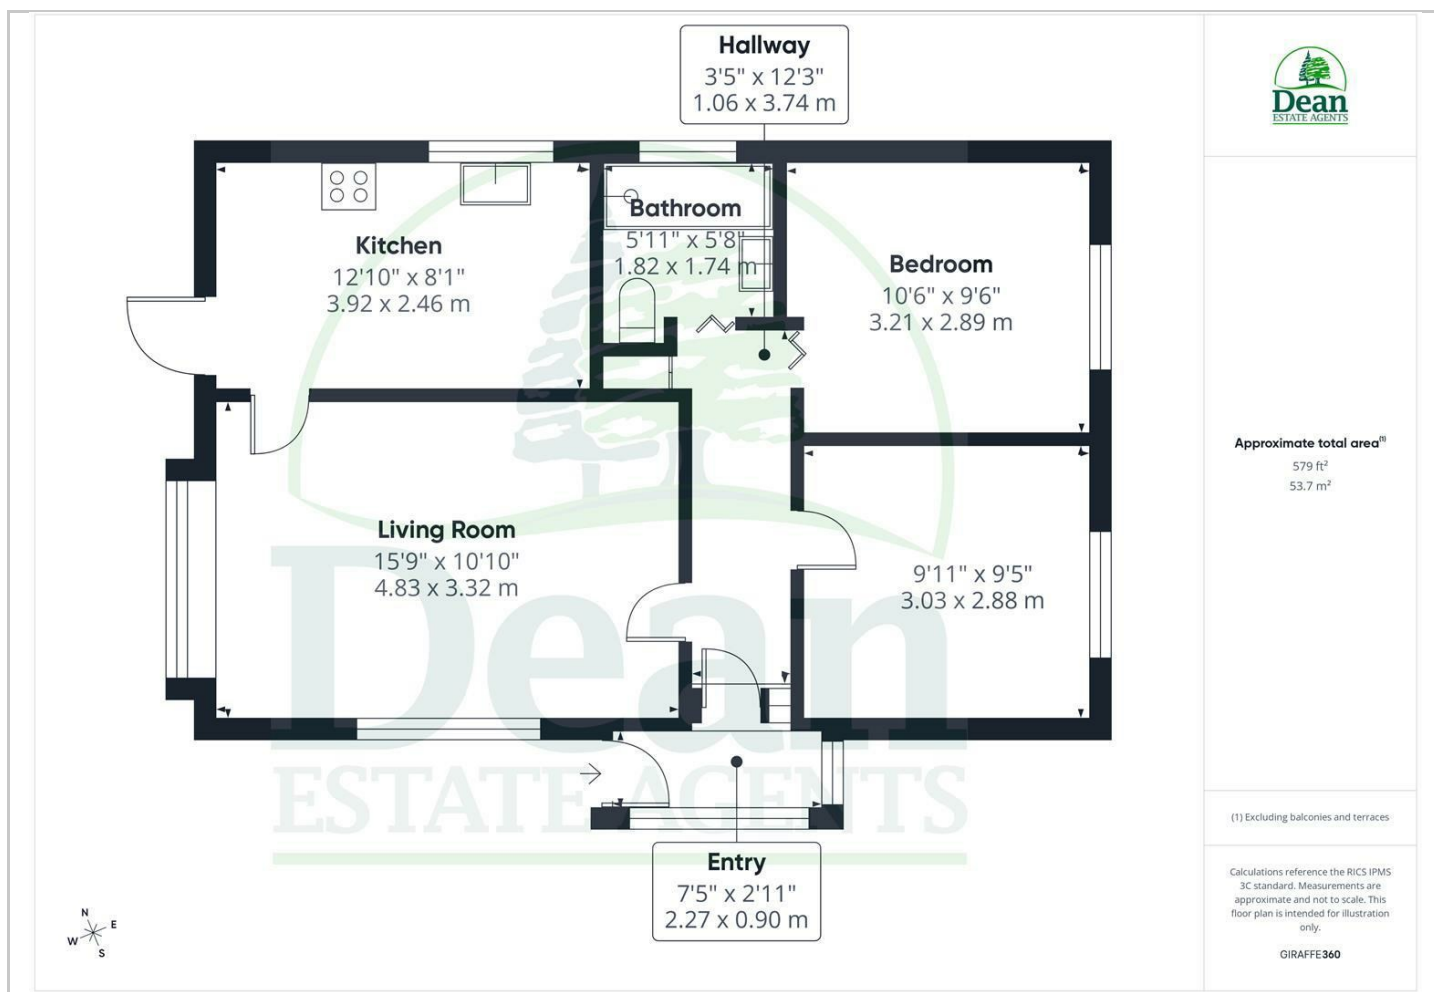 Hallway
3'5" x 12'3"
1.06 x 3.74 m
Dean
ESTATE AGENTS
Bathroom
5'11" x 5'8"
1.82 x 1.74 m
Kitchen
12'10" x 8'1"
3.92 x 2.46 m
Bedroom
10'6" x 9'6"
3.21 x 2.89 m
Approximate total area(1)
579 ft²
53.7 m²
Living Room
15'9" x 10'10"
4.83 x 3.32 m
9'11" x 9'5"
3.03 x 2.88 m
Dean
ESTATE AGENTS
Entry
7'5" x 2'11"
2.27 x 0.90 m
(1) Excluding balconies and terraces
Calculations reference the RICS IPMS
3C standard. Measurements are
approximate and not to scale. This
floor plan is intended for illustration
only.
GIRAFFE360
N
E
W
S